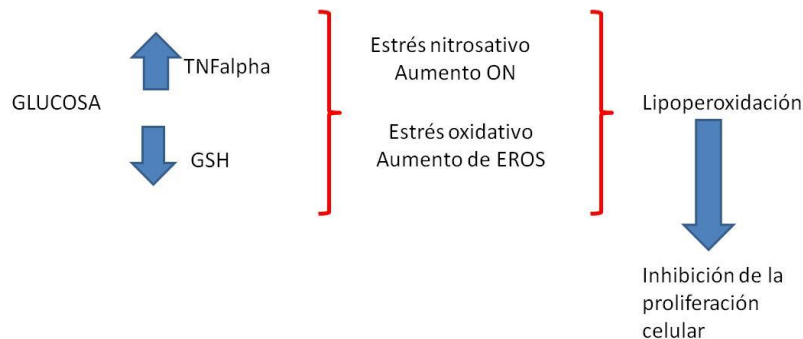 GLUCOSA
TNFalpha
GSH
Estrés nitrosativo
Aumento ON
Estrés oxidativo
Aumento de EROS
Lipoperoxidación
Inhibición de la
proliferación
celular